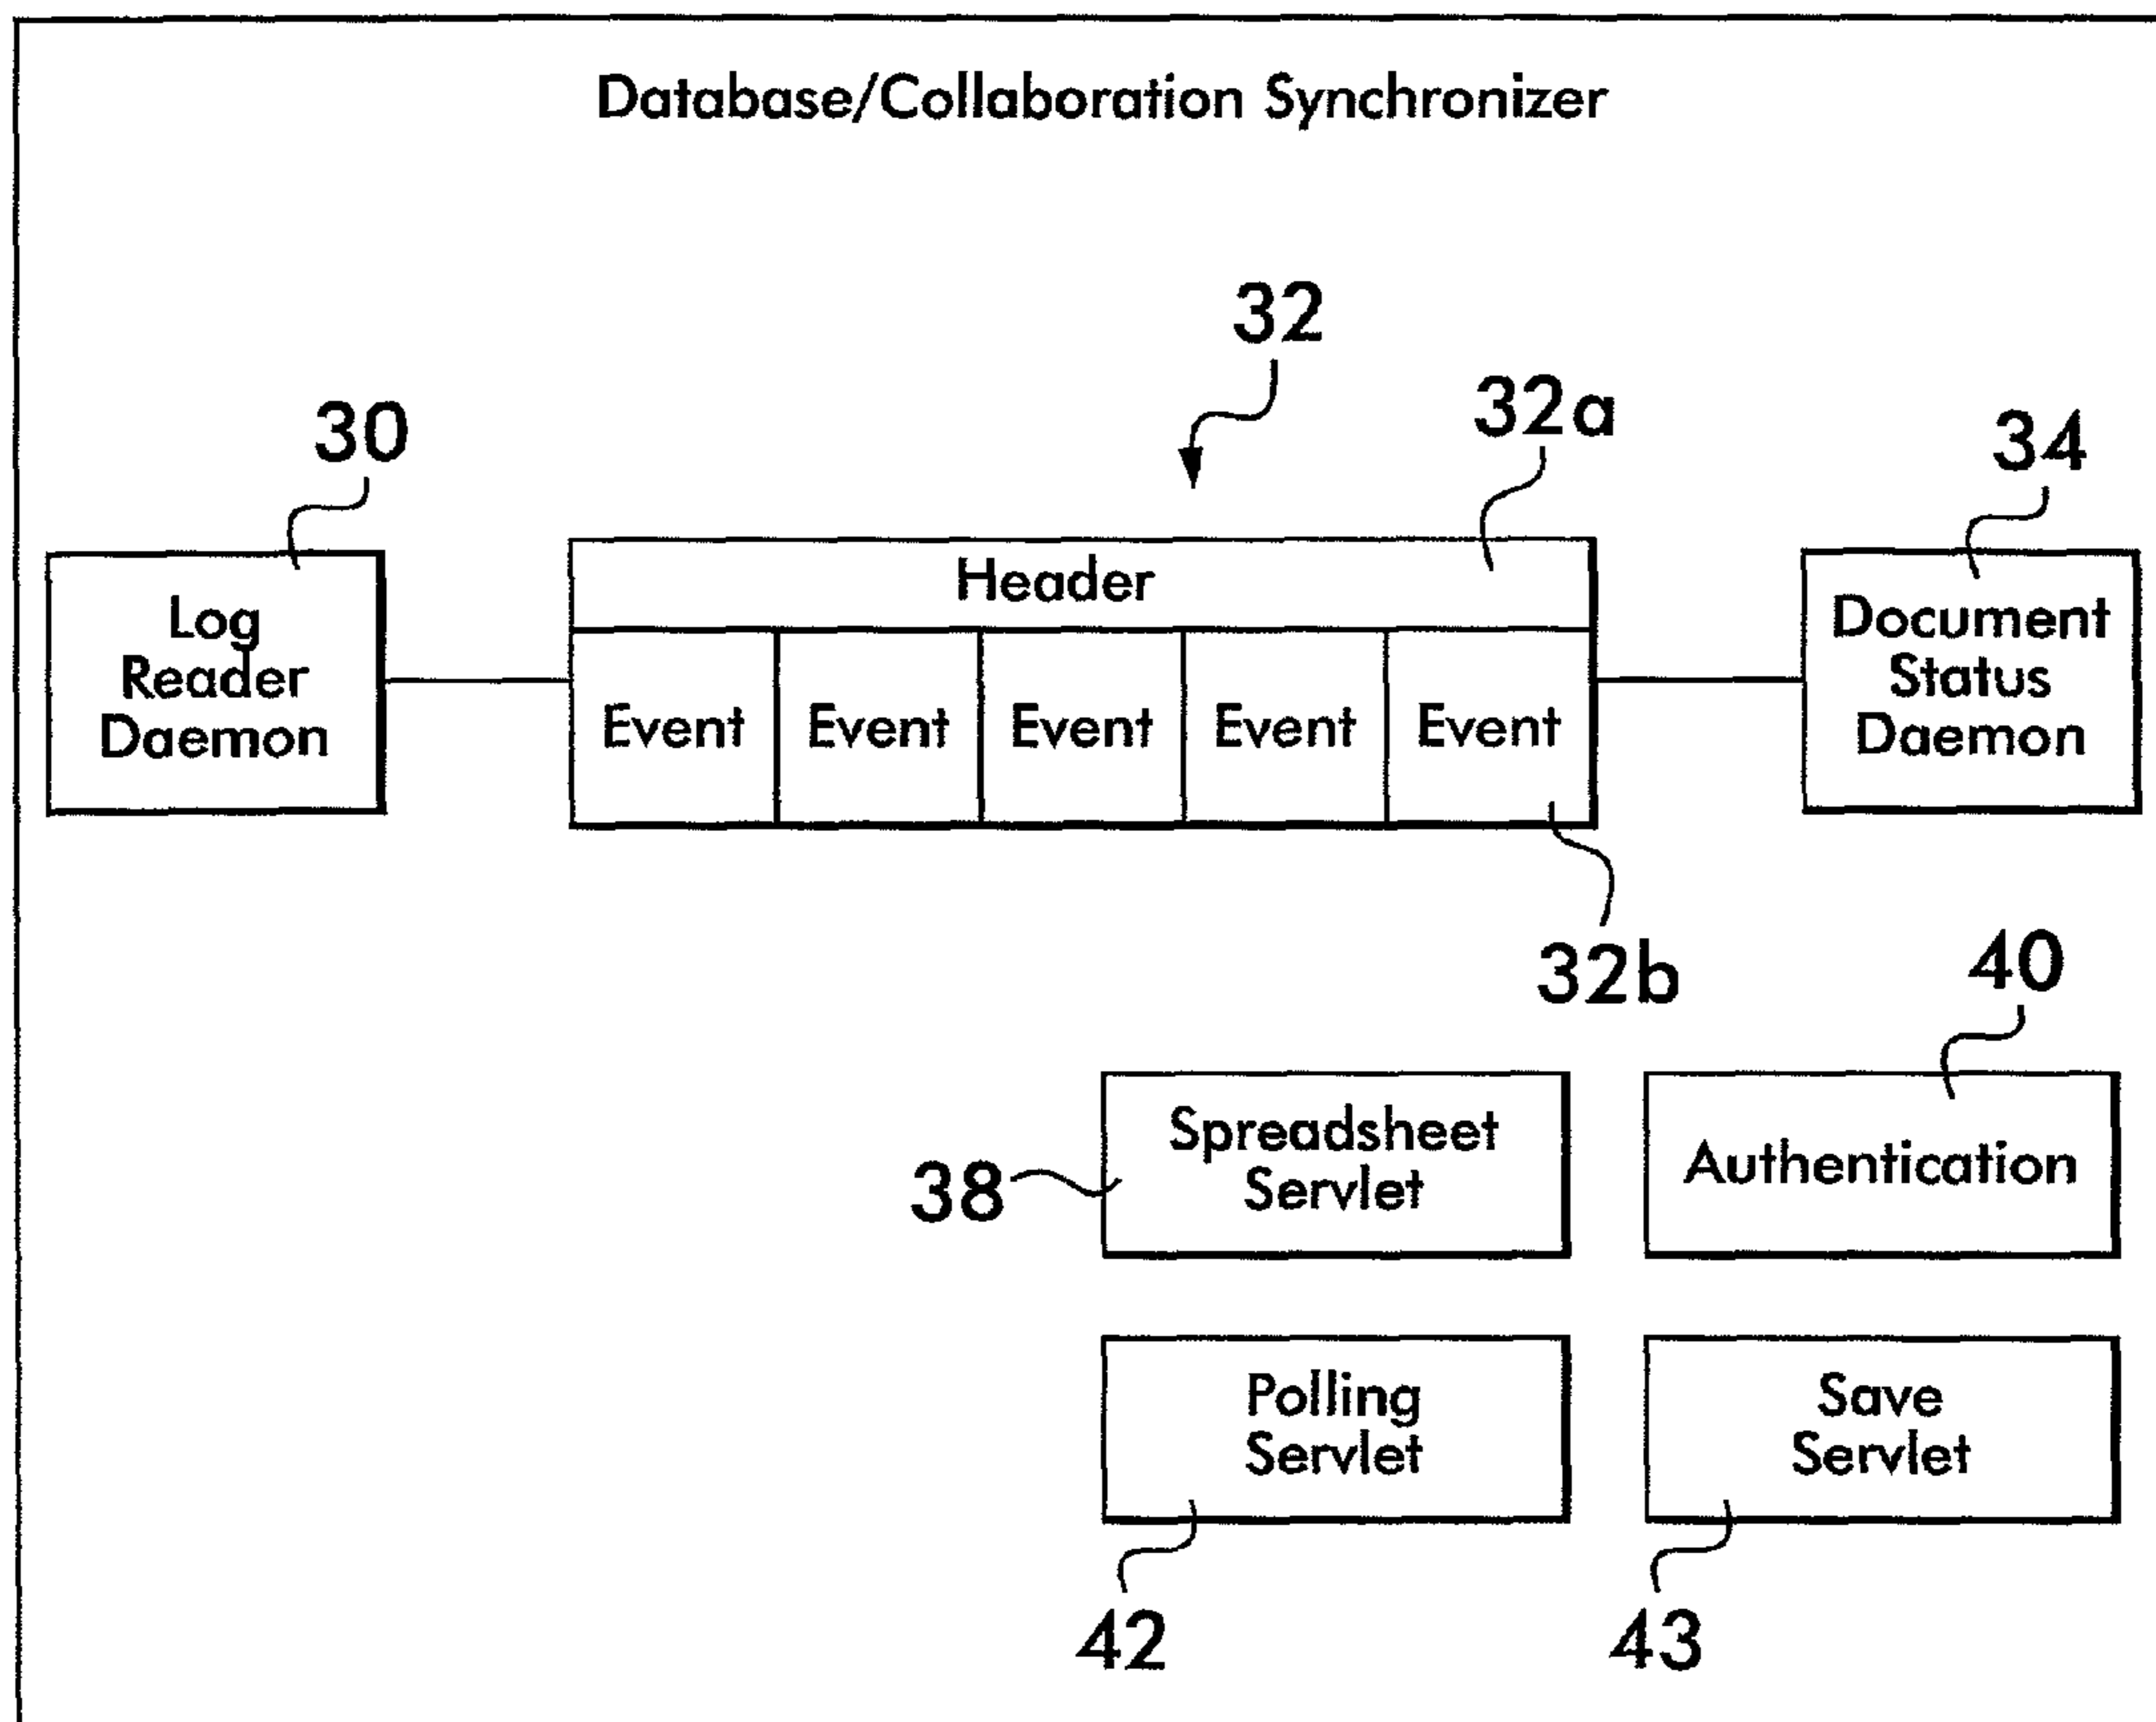 Database/Collaboration Synchronizer
32
32a
30
34
Header
Log
Reader
Daemon
Event Event Event Event Event
Document
Status
Daemon
32b
40
Spreadsheet
Servlet
38
Authentication
Polling
Servlet
Save
Servlet
42
43